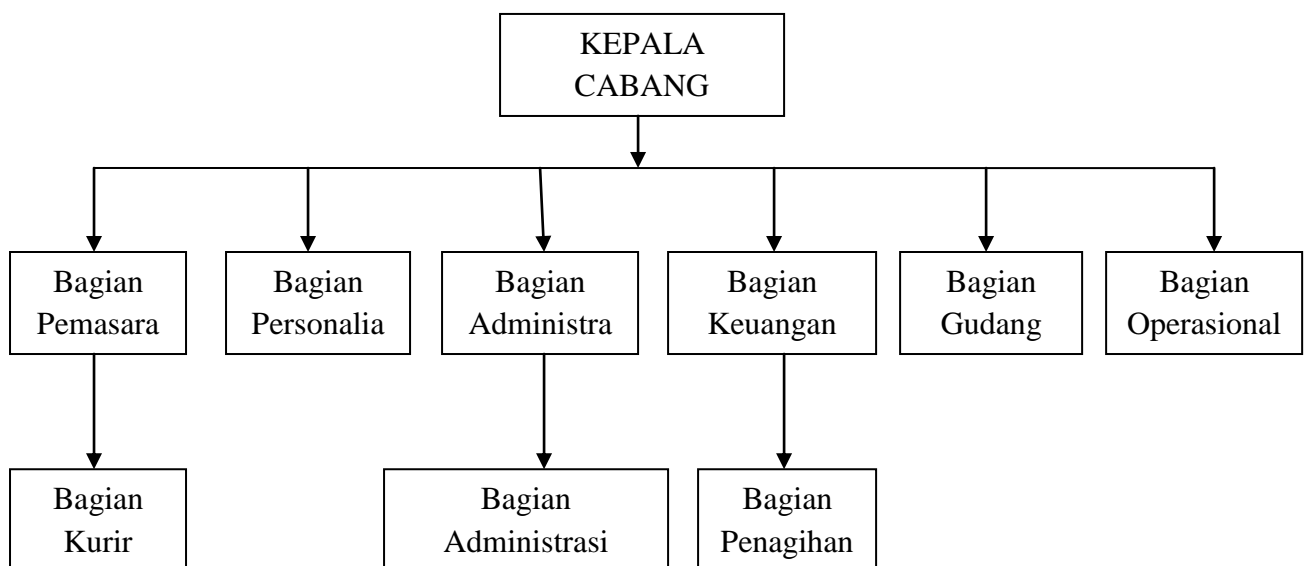 KEPALA
CABANG
Bagian
Pemasara
Bagian
Personalia
Bagian
Administra
Bagian
Keuangan
Bagian
Gudang
Bagian
Operasional
Bagian
Kurir
Bagian
Administrasi
Bagian
Penagihan